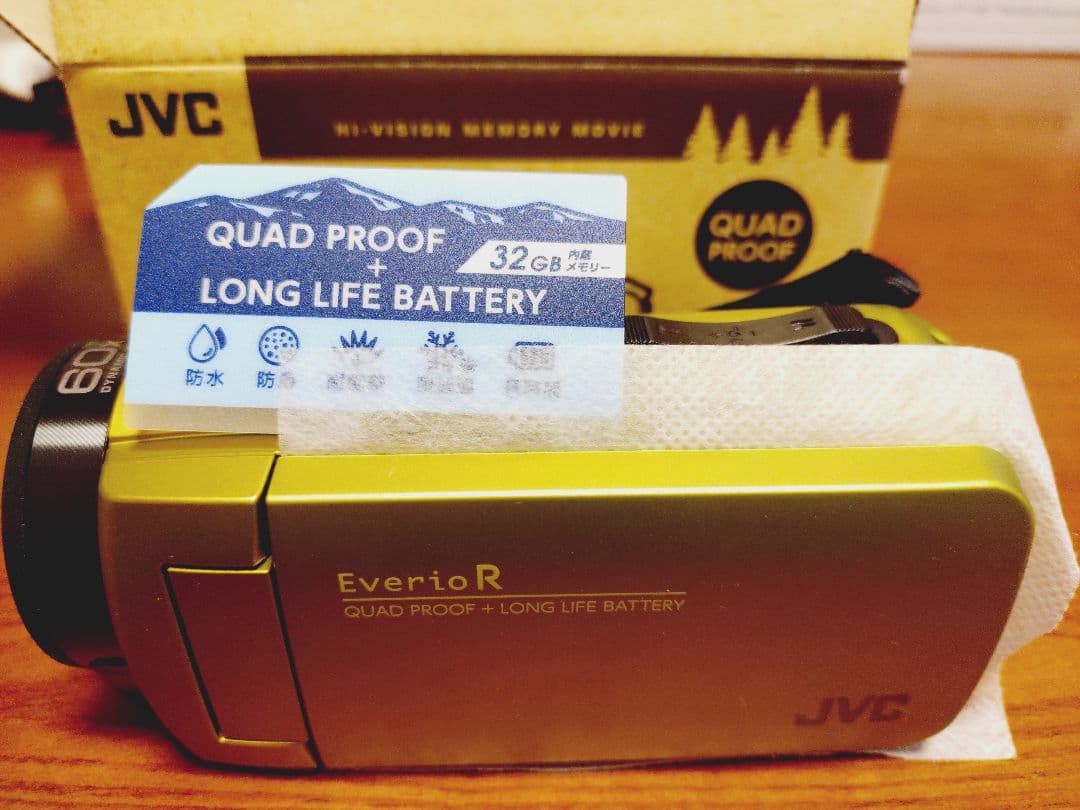 JVC
HI-VISION MEMORY MOVIE
QUAD
PROOF
QUAD PROOF
+
LONG LIFE BATTERY
32GB 内蔵
メモリー
防水
防
60x
Everio R
QUAD PROOF + LONG LIFE BATTERY
JVC